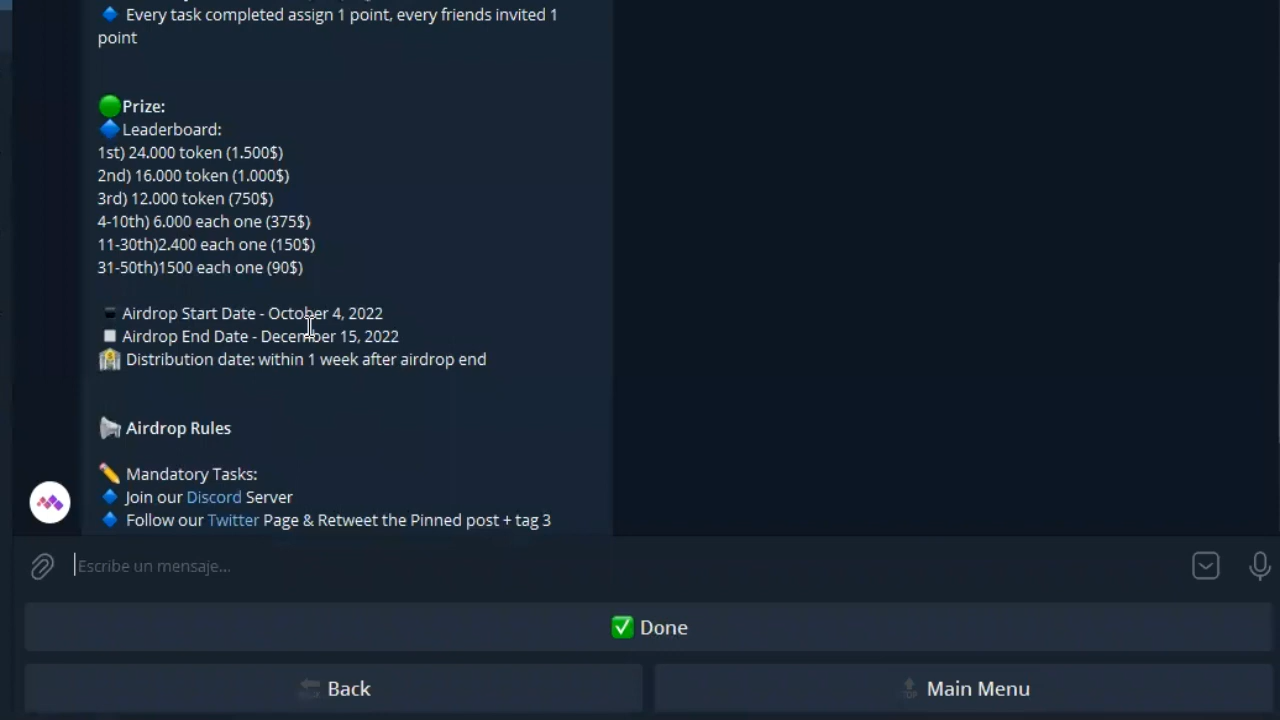 Every task completed assign 1 point, every friends invited 1
point
Prize:
Leaderboard:
1st) 24.000 token (1.500$)
2nd) 16.000 token (1.000$)
3rd) 12.000 token (750$)
4-10th) 6.000 each one (375$)
11-30th)2.400 each one (150$)
31-50th)1500 each one (90$)
Airdrop Start Date - October 4, 2022
Airdrop End Date - December 15, 2022
Distribution date: within 1 week after airdrop end
Airdrop Rules
Mandatory Tasks:
Join our Discord Server
Follow our Twitter Page & Retweet the Pinned post + tag 3
Escribe un mensaje...
Done
Back
Main Menu